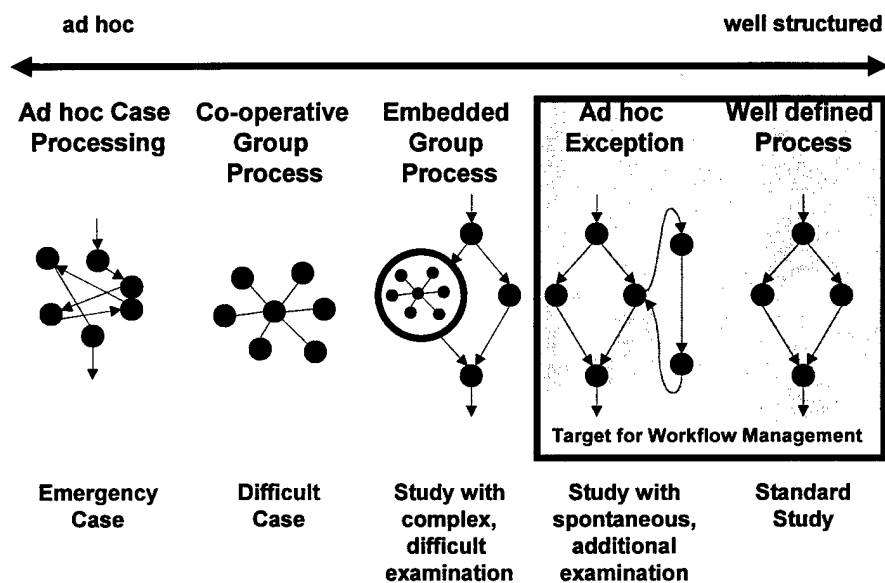 ad hoc
well structured
Ad hoc Case
Processing
Co-operative
Group
Process
Embedded
Group
Process
Ad hoc
Exception
Well defined
Process
Target for Workflow Management
Emergency
Case
Difficult
Case
Study with
complex,
difficult
examination
Study with
spontaneous,
additional
examination
Standard
Study